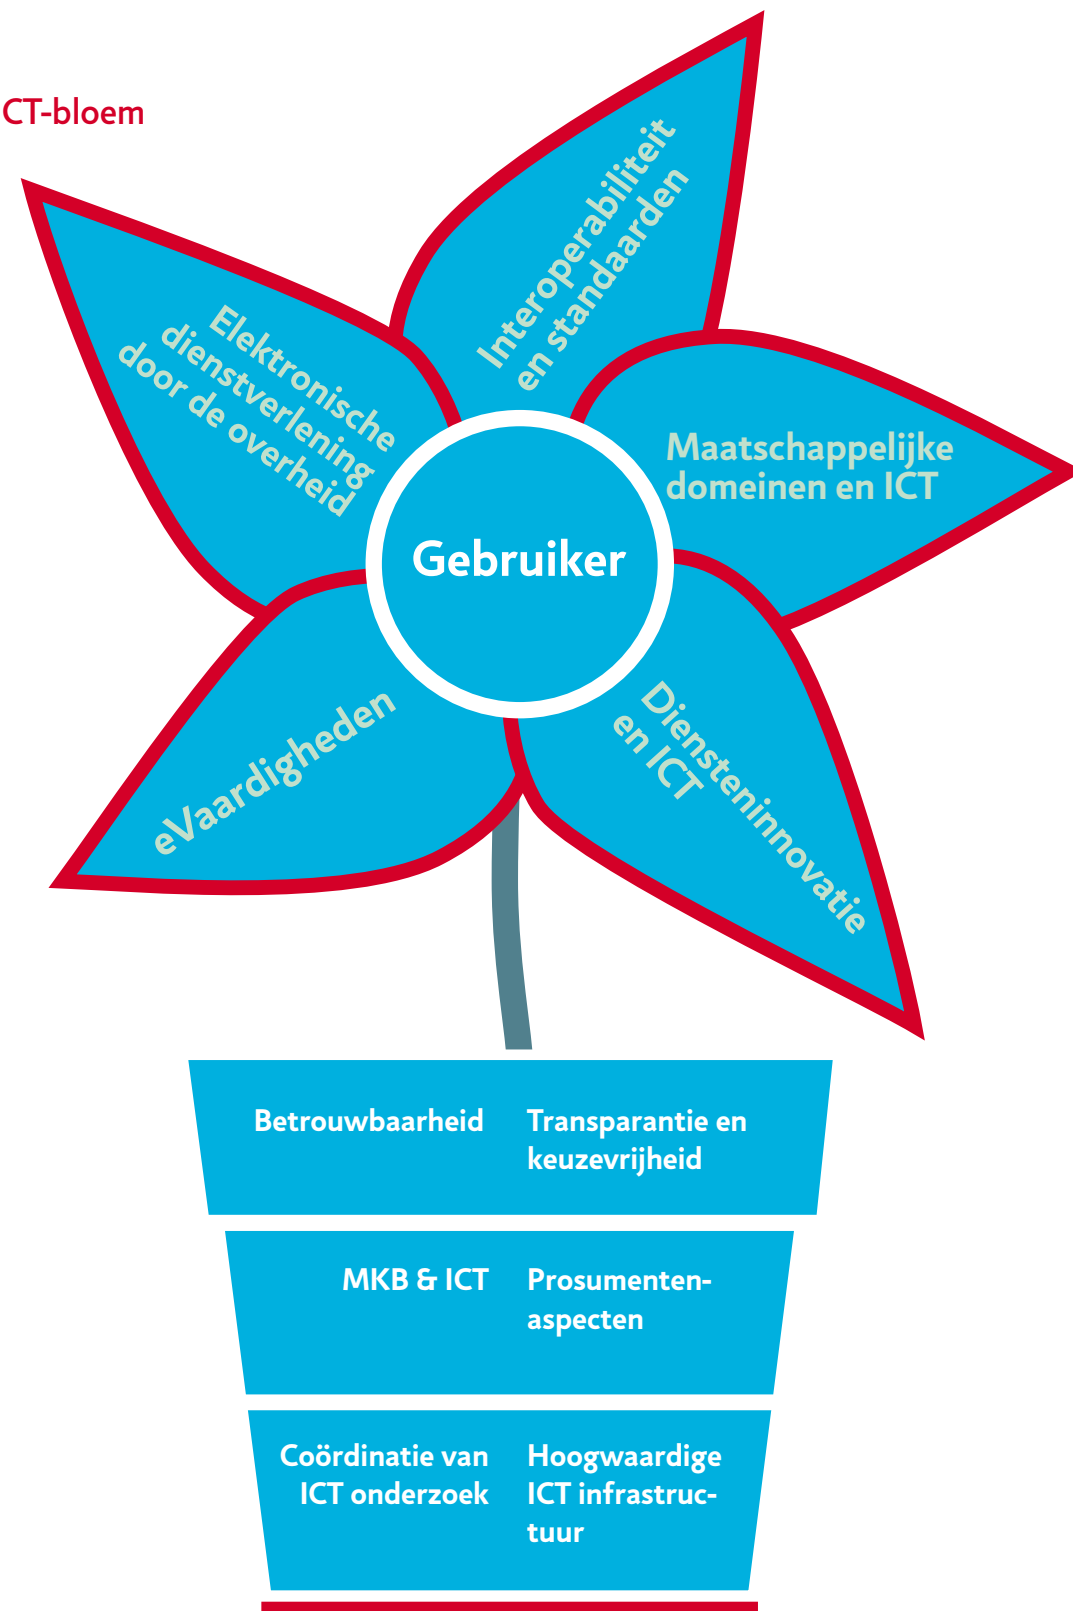 CT-bloem
Interoperabiliteit
en standaarden
Elektronische
dienstverlening
door de overheid
Maatschappelijke
domeinen en ICT
Gebruiker
eVaardigheden
Diensteninnovatie
en ICT
Betrouwbaarheid
Transparantie en
keuzevrijheid
MKB & ICT
Prosumenten-
aspecten
Coördinatie van
ICT onderzoek
Hoogwaardige
ICT infrastruc-
tuur